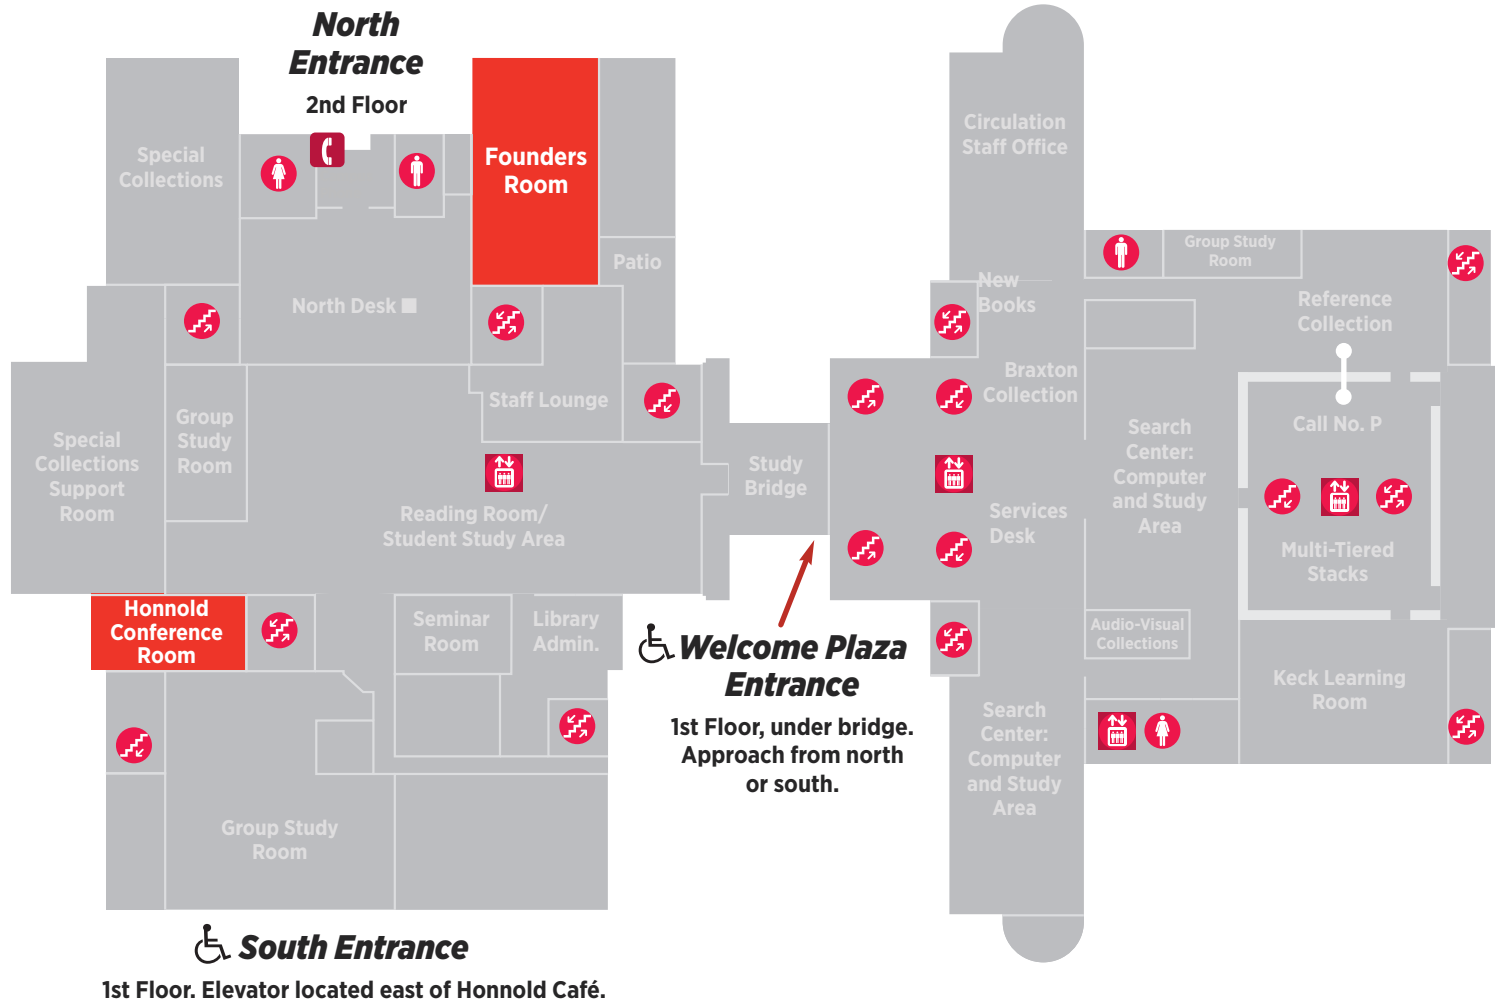 North
Entrance
2nd Floor
Special
Collections
Founders
Room
Patio
North Desk
Staff Lounge
Group
Study
Room
Special
Collections
Support
Room
Reading Room/
Student Study Area
Study
Bridge
Honnold
Conference
Room
Seminar
Room
Library
Admin.
Group Study
Room
South Entrance
1st Floor. Elevator located east of Honnold Café.
Welcome Plaza
Entrance
1st Floor, under bridge.
Approach from north
or south.
Circulation
Staff Office
New
Books
Braxton
Collection
Services
Desk
Search
Center:
Computer
and Study
Area
Group Study
Room
Reference
Collection
Call No. P
Multi-Tiered
Stacks
Search
Center:
Computer
and Study
Area
Audio-Visual
Collections
Keck Learning
Room